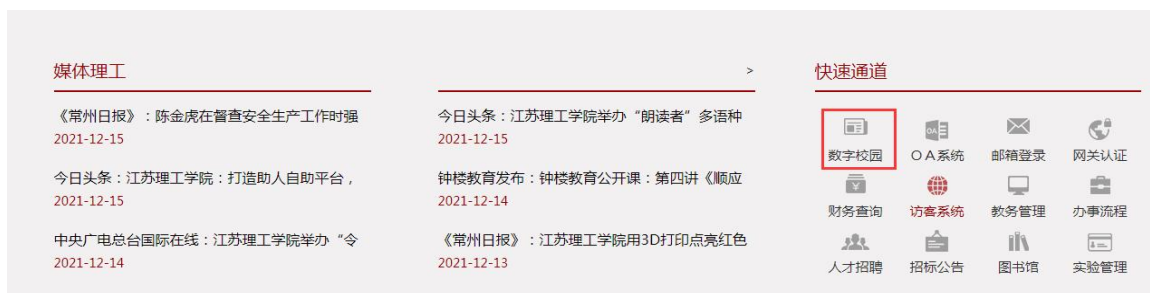 媒体理工
《常州日报》：陈金虎在督查安全生产工作时强
2021-12-15
今日头条：江苏理工学院：打造助人自助平台，
2021-12-15
中央广电总台国际在线：江苏理工学院举办“令
2021-12-14
>
今日头条：江苏理工学院举办“朗读者”多语种
2021-12-15
钟楼教育发布：钟楼教育公开课：第四讲《顺应
2021-12-14
《常州日报》：江苏理工学院用3D打印点亮红色
2021-12-13
快速通道
数字校园 OA系统 邮箱登录 网关认证
财务查询 访客系统 教务管理 办事流程
人才招聘 招标公告 图书馆 实验管理